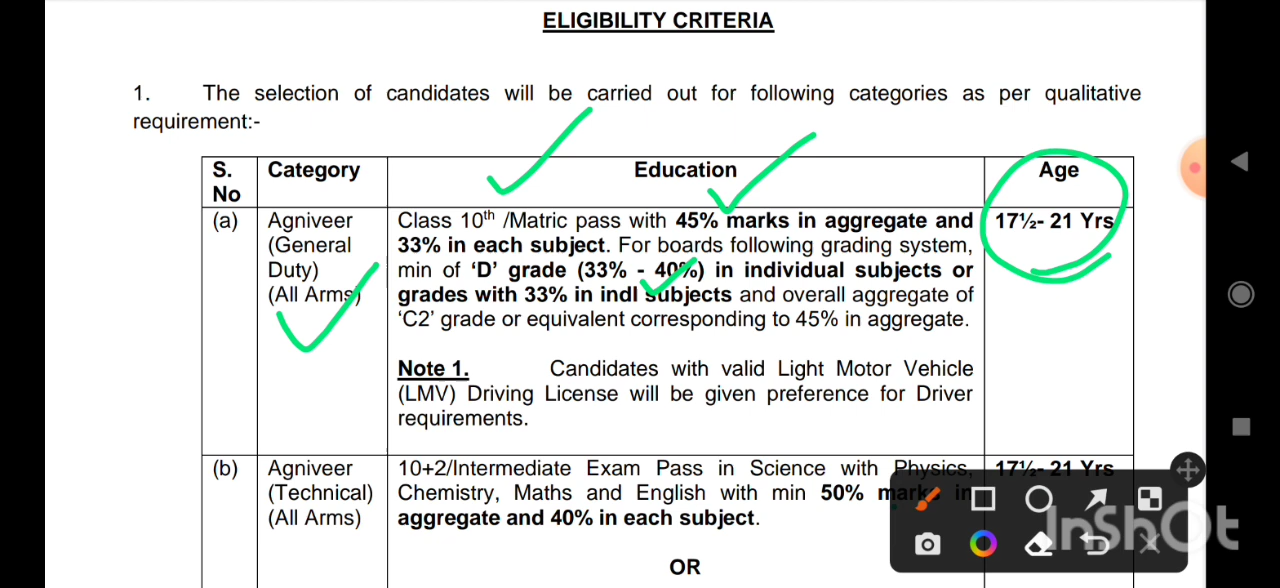 ELIGIBILITY CRITERIA
1. The selection of candidates will be carried out for following categories as per qualitative
requirement:-
S. No
Category
Education
Age
(a)
Agniveer
(General
Duty)
(All Arms)
Class 10th /Matric pass with 45% marks in aggregate and
33% in each subject. For boards following grading system,
min of ‘D’ grade (33% - 40%) in individual subjects or
grades with 33% in indl subjects and overall aggregate of
‘C2’ grade or equivalent corresponding to 45% in aggregate.
Note 1. Candidates with valid Light Motor Vehicle
(LMV) Driving License will be given preference for Driver
requirements.
17½- 21 Yrs
(b)
Agniveer
(Technical)
(All Arms)
10+2/Intermediate Exam Pass in Science with Physics,
Chemistry, Maths and English with min 50% marks in
aggregate and 40% in each subject.
OR
17½- 21 Yrs
InShOt